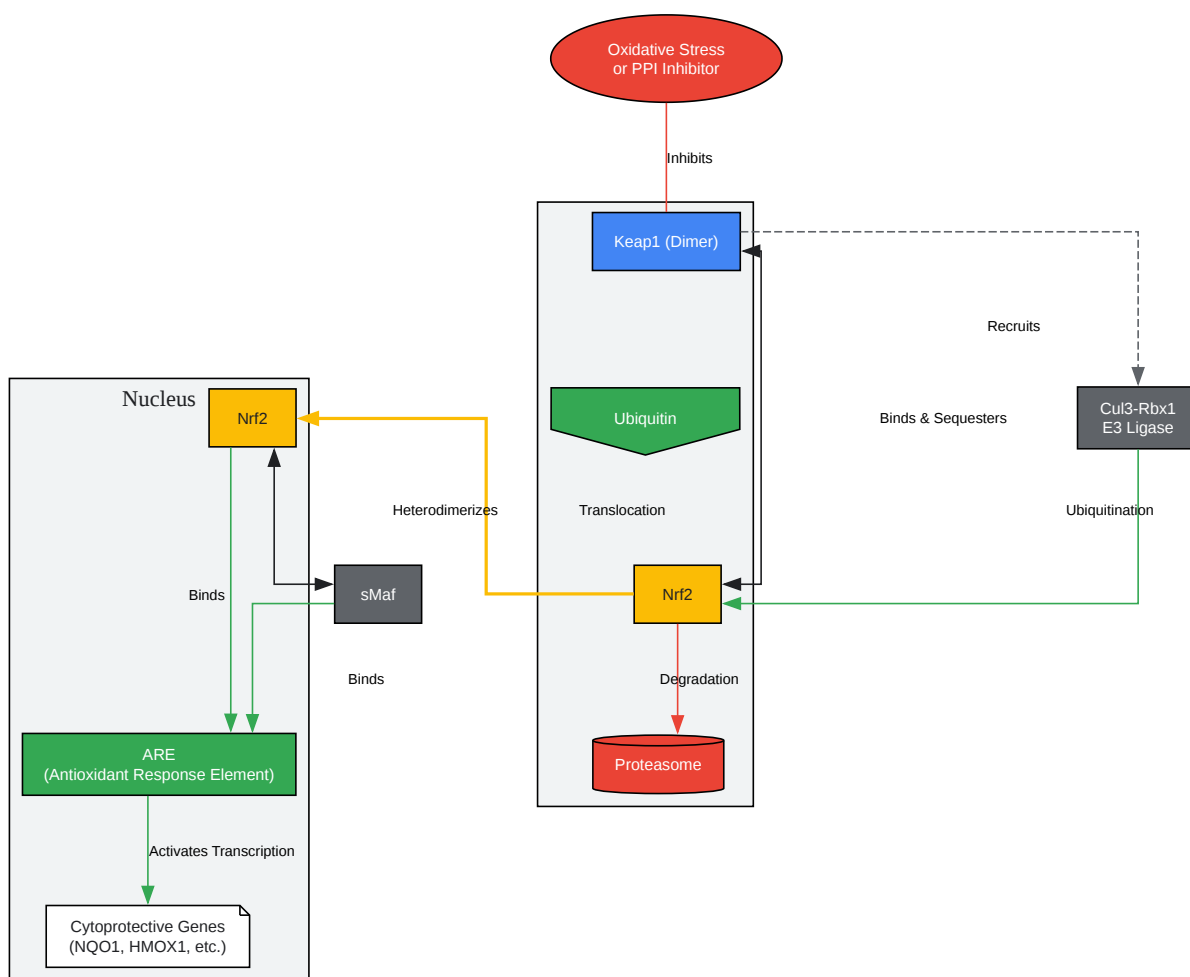 Oxidative Stress
or PPI Inhibitor
Inhibits
Keap1 (Dimer)
Recruits
Nucleus
Nrf2
Ubiquitin
Binds & Sequesters
Cul3-Rbx1
E3 Ligase
Heterodimerizes
Translocation
Ubiquitination
Binds
sMaf
Nrf2
Binds
Degradation
ARE
(Antioxidant Response Element)
Proteasome
Activates Transcription
Cytoprotective Genes
(NQO1, HMOX1, etc.)